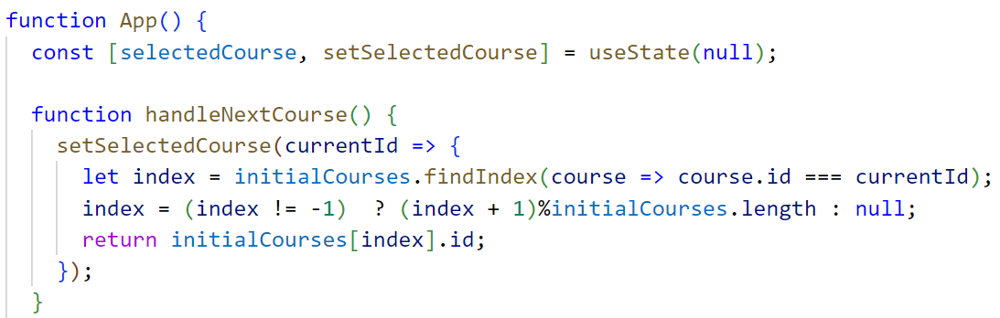 function App() {
  const [selectedCourse, setSelectedCourse] = useState(null);

  function handleNextCourse() {
    setSelectedCourse(currentId => {
      let index = initialCourses.findIndex(course => course.id === currentId);
      index = (index != -1)  ? (index + 1)%initialCourses.length : null;
      return initialCourses[index].id;
    });
  }